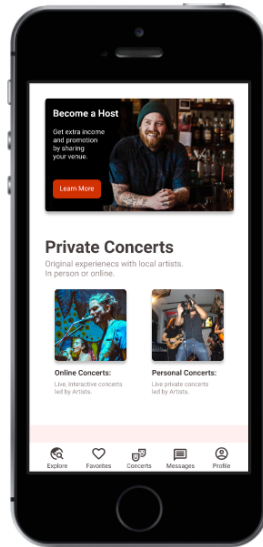 Become a Host
Get extra income
and promotion
by sharing
your venue.
Learn More
Private Concerts
Original experienecs with local artists.
In person or online.
Online Concerts:
Live, interactive concerts
led by Artists.
Personal Concerts:
Live private concerts
led by Artists.
Explore
Favorites
Concerts
Messages
Profile